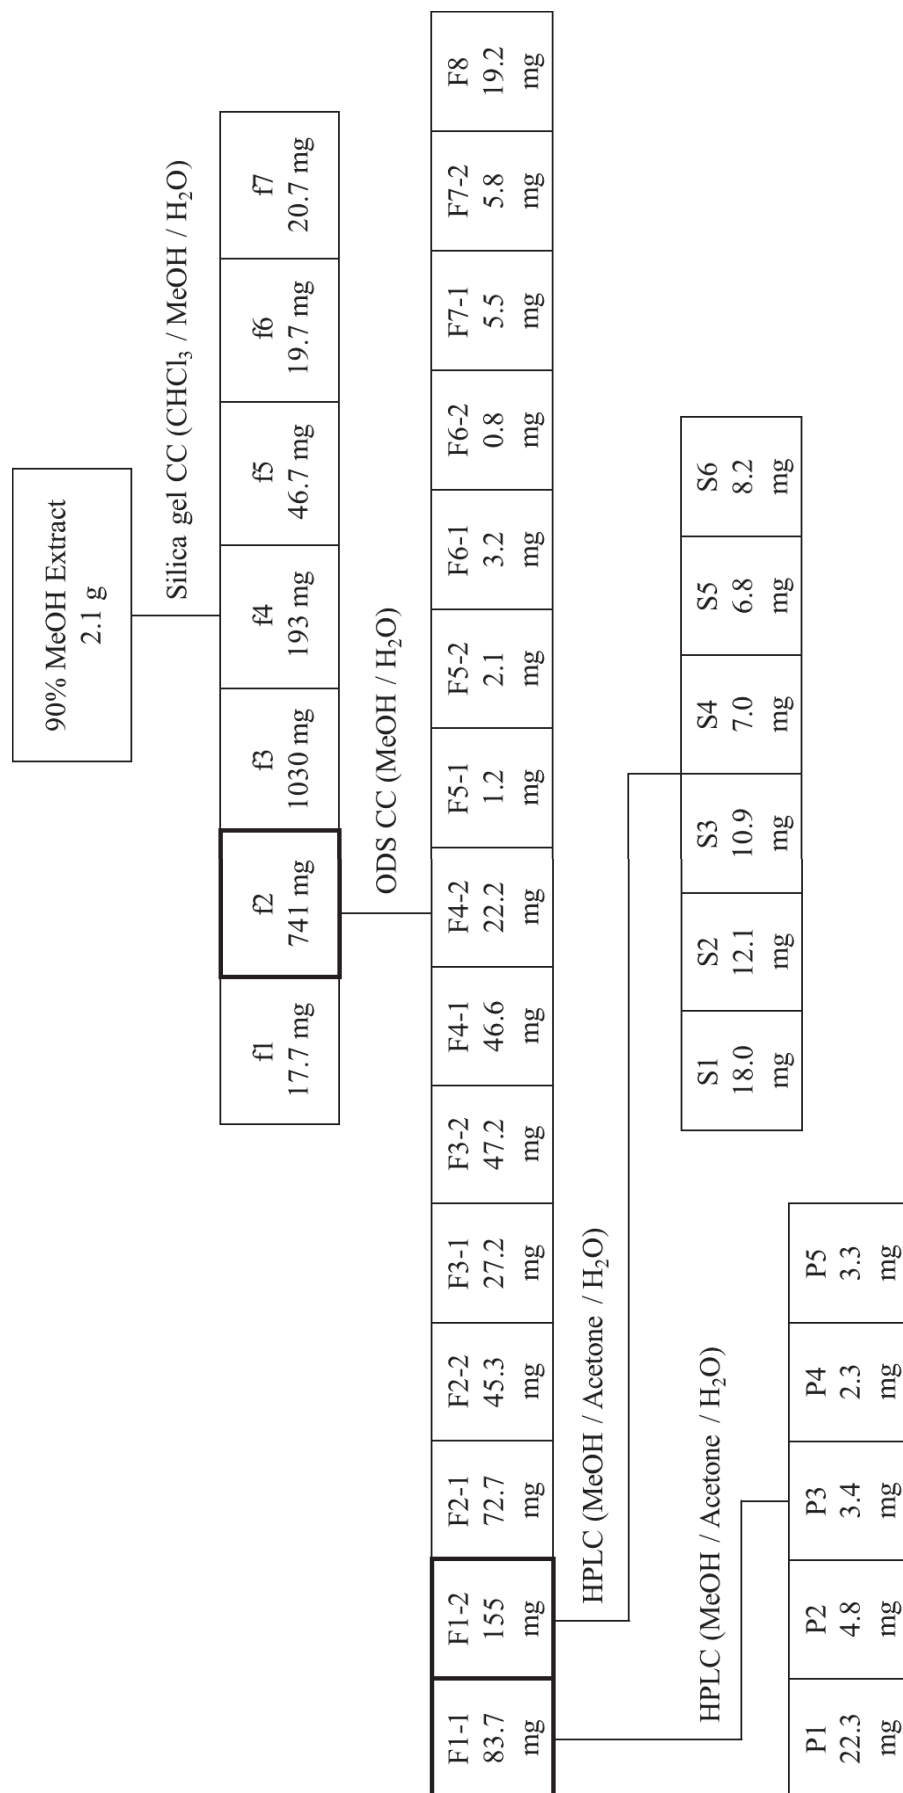 90% MeOH Extract
2.1 g
Silica gel CC (CHCl₃ / MeOH / H₂O)
f1
17.7 mg
f2
741 mg
f3
1030 mg
f4
193 mg
f5
46.7 mg
f6
19.7 mg
f7
20.7 mg
ODS CC (MeOH / H₂O)
F1-1
83.7
mg
F1-2
155
mg
F2-1
72.7
mg
F2-2
45.3
mg
F3-1
27.2
mg
F3-2
47.2
mg
F4-1
46.6
mg
F4-2
22.2
mg
F5-1
1.2
mg
F5-2
2.1
mg
F6-1
3.2
mg
F6-2
0.8
mg
F7-1
5.5
mg
F7-2
5.8
mg
F8
19.2
mg
HPLC (MeOH / Acetone / H₂O)
S1
18.0
mg
S2
12.1
mg
S3
10.9
mg
S4
7.0
mg
S5
6.8
mg
S6
8.2
mg
HPLC (MeOH / Acetone / H₂O)
P1
22.3
mg
P2
4.8
mg
P3
3.4
mg
P4
2.3
mg
P5
3.3
mg